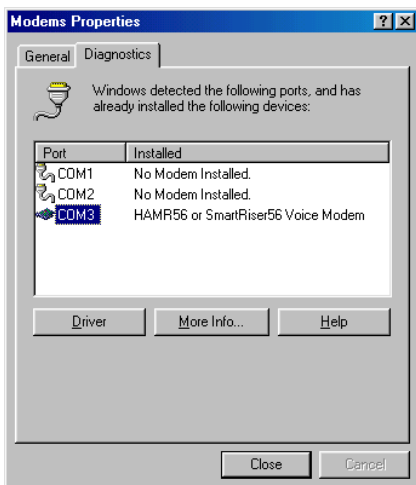 Modems Properties
General Diagnostics
Windows detected the following ports, and has
already installed the following devices:
Port Installed
COM1 No Modem Installed.
COM2 No Modem Installed.
COM3 HAMR56 or SmartRiser56 Voice Modem
Driver More Info... Help
Close Cancel